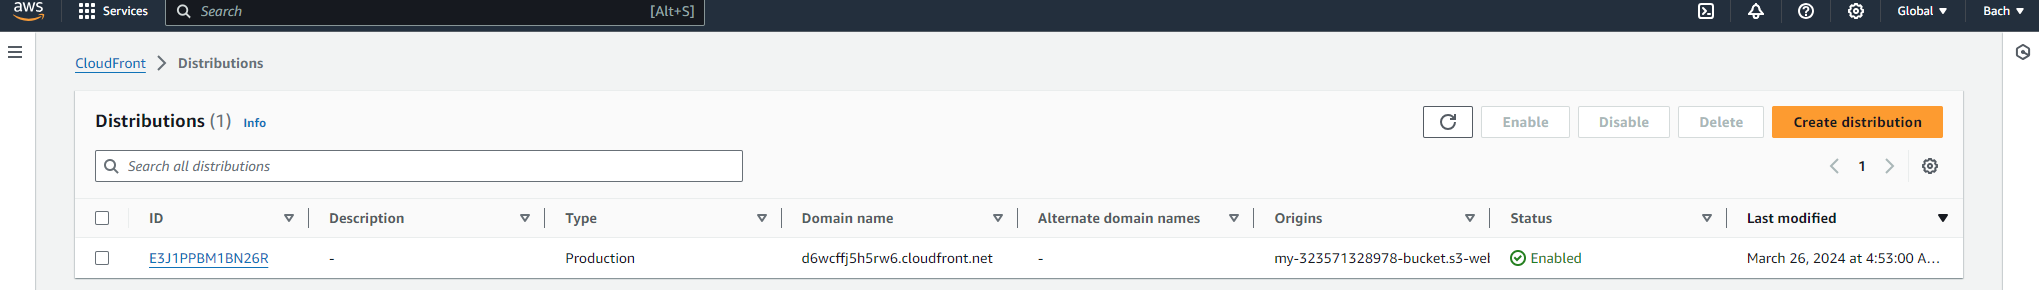 aws Services Search [Alt+S] Global Bach
CloudFront Distributions
Distributions (1) Info Enable Disable Delete Create distribution
Search all distributions 1
ID Description Type Domain name Alternate domain names Origins Status Last modified
E3J1PPBM1BN26R - Production d6wcffj5h5rw6.cloudfront.net - my-323571328978-bucket.s3-wel Enabled March 26, 2024 at 4:53:00 A...